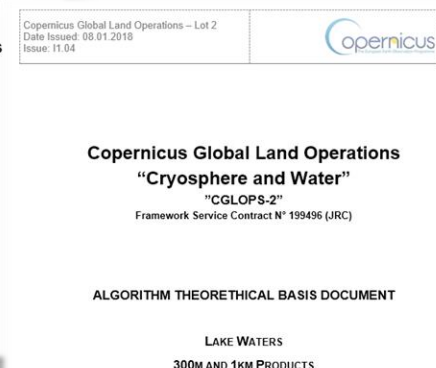 Copernicus Global Land Operations – Lot 2
Date Issued: 08.01.2018
Issue: I1.04
opernicus
Copernicus Global Land Operations
“Cryosphere and Water”
”CGLOPS-2”
Framework Service Contract N° 199496 (JRC)
ALGORITHM THEORETHICAL BASIS DOCUMENT
LAKE WATERS
300M AND 1KM PRODUCTS